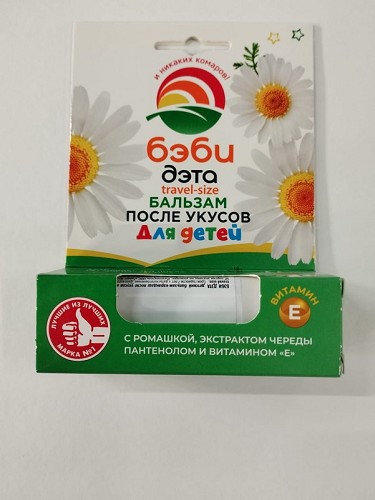 и никаких комаров!
бэби
дэта
travel-size
БАЛЬЗАМ
ПОСЛЕ УКУСОВ
Для детей
ЛУЧШИЕ ИЗ ЛУЧШИХ
МАРКА №1
ВИТАМИН
E
С РОМАШКОЙ, ЭКСТРАКТОМ ЧЕРЕДЫ
ПАНТЕНОЛОМ И ВИТАМИНОМ «Е»